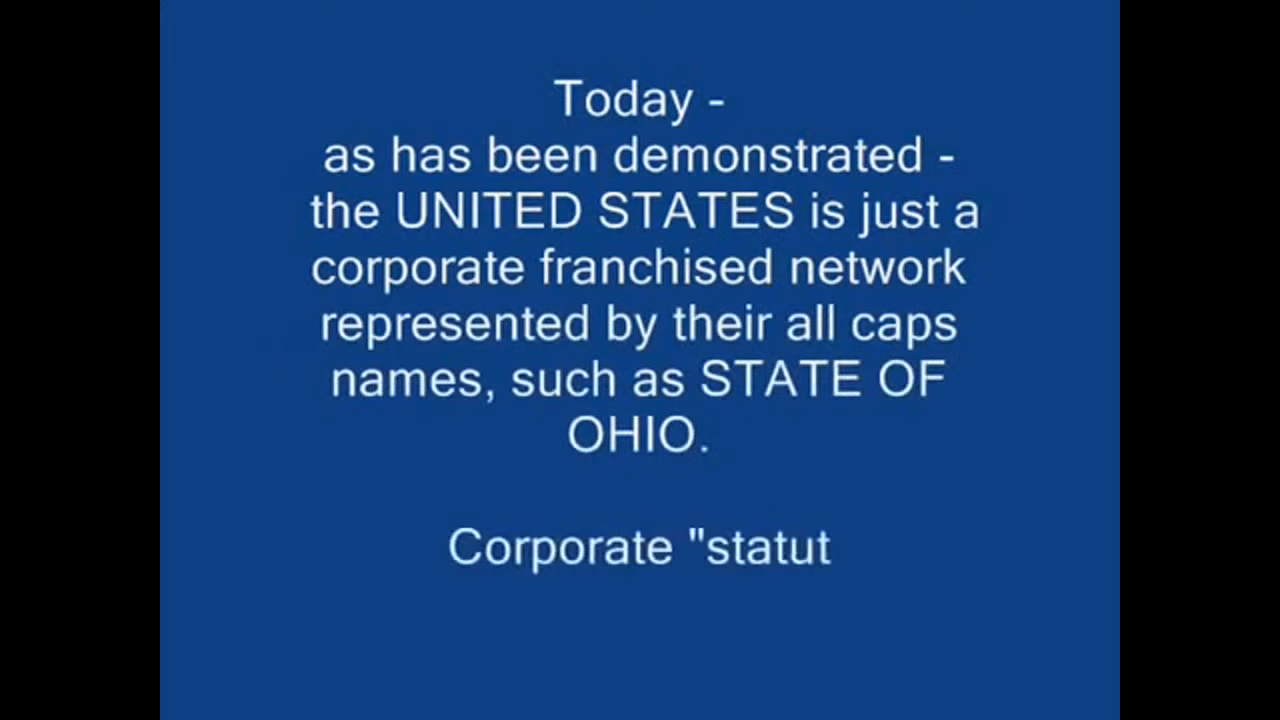 Today -
as has been demonstrated -
the UNITED STATES is just a
corporate franchised network
represented by their all caps
names, such as STATE OF
OHIO.
Corporate "statut